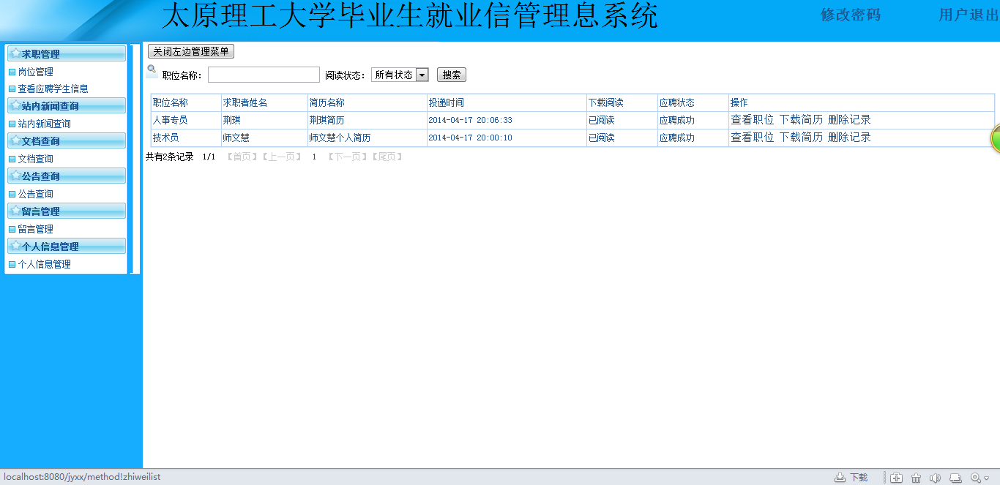 太原理工大学毕业生就业信管理息系统
修改密码 用户退出
求职管理
岗位管理
查看应聘学生信息
站内新闻查询
站内新闻查询
文档查询
文档查询
公告查询
公告查询
留言管理
留言管理
个人信息管理
个人信息管理
关闭左边管理菜单
职位名称: 阅读状态: 所有状态 搜索
职位名称 求职者姓名 简历名称 投递时间 下载阅读 应聘状态 操作
人事专员 荆琪 荆琪简历 2014-04-17 20:06:33 已阅读 应聘成功 查看职位 下载简历 删除记录
技术员 师文慧 师文慧个人简历 2014-04-17 20:00:10 已阅读 应聘成功 查看职位 下载简历 删除记录
共有2条记录 1/1 【首页】【上一页】 1 【下一页】【尾页】
localhost:8080/jyxx/method!zhiweilist 下载